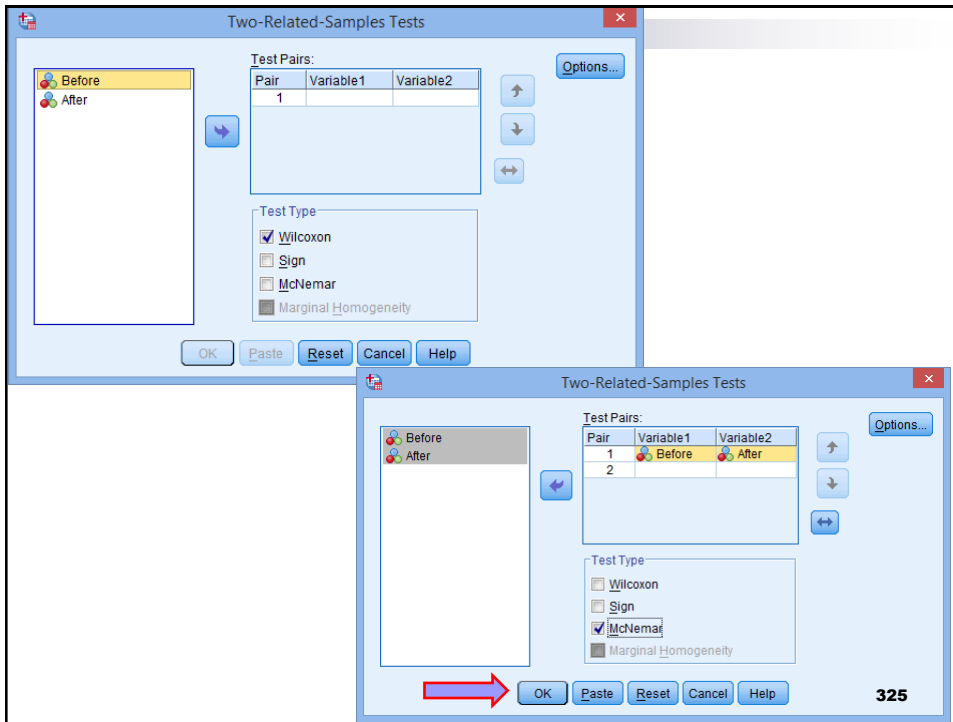 Two-Related-Samples Tests
Test Pairs:
Options...
Before
After
Pair Variable1 Variable2
1
Test Type
Wilcoxon
Sign
McNemar
Marginal Homogeneity
OK Paste Reset Cancel Help
Two-Related-Samples Tests
Test Pairs:
Options...
Before
After
Pair Variable1 Variable2
1 Before After
2
Test Type
Wilcoxon
Sign
McNemar
Marginal Homogeneity
OK Paste Reset Cancel Help
325